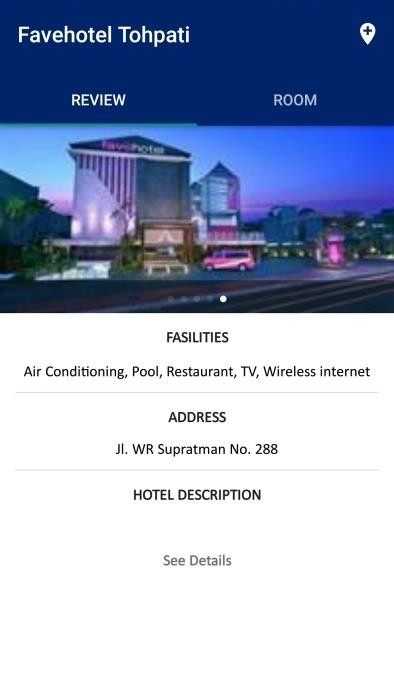 Favehotel Tohpati
REVIEW
ROOM
favehotel
FASILITIES
Air Conditioning, Pool, Restaurant, TV, Wireless internet
ADDRESS
Jl. WR Supratman No. 288
HOTEL DESCRIPTION
See Details